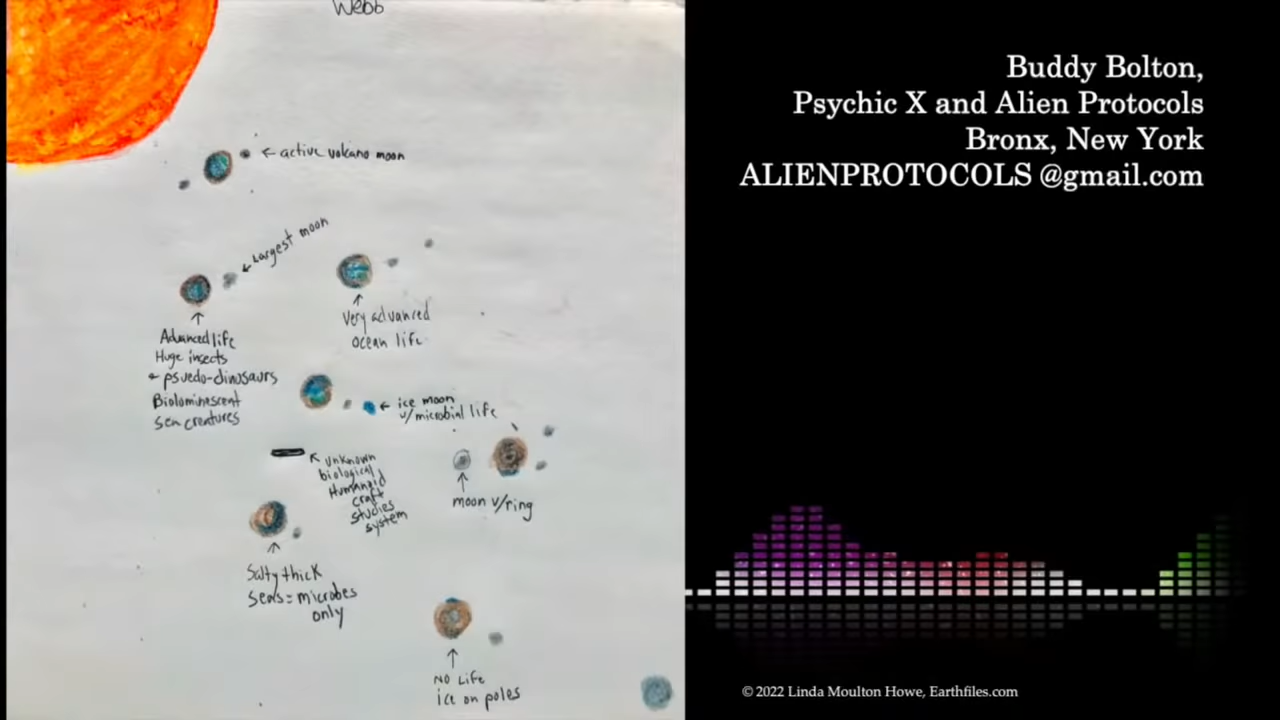 Webb
← active volcano moon
← Largest moon
Very advanced
ocean life
Advanced life
Huge insects
+ psuedo-dinosaurs
Bioluminescent
sea creatures
← ice moon
w/microbial life
unknown
biological
Humanoid
craft
studies
system
moon w/ring
Salty thick
seas = microbes
only
NO Life
ice on poles
Buddy Bolton,
Psychic X and Alien Protocols
Bronx, New York
ALIENPROTOCOLS @gmail.com
© 2022 Linda Moulton Howe, Earthfiles.com